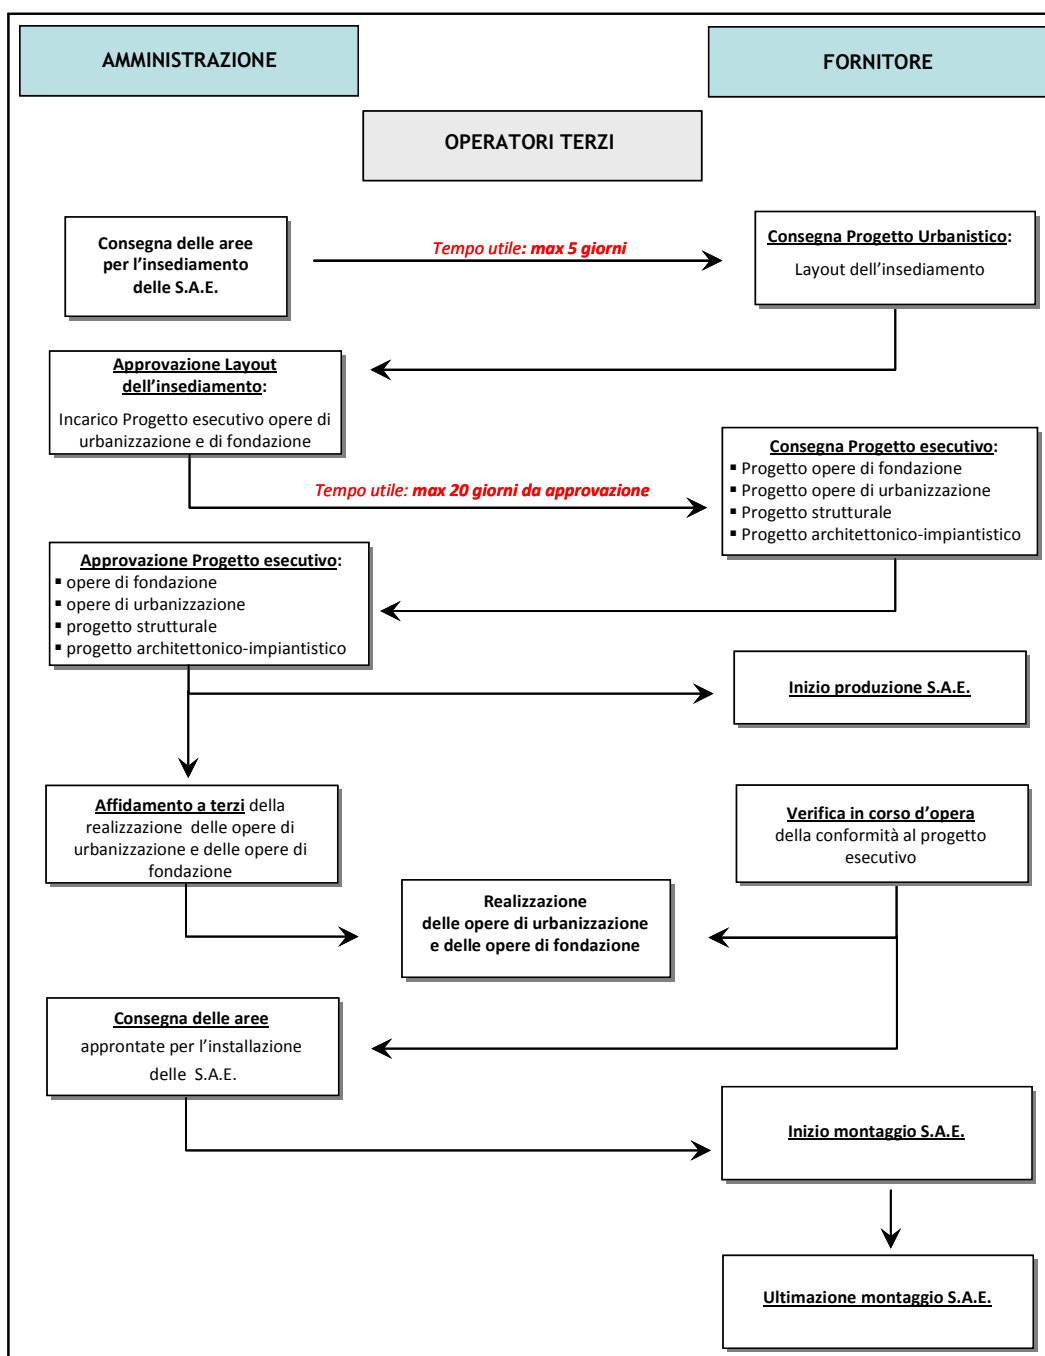 AMMINISTRAZIONE
FORNITORE
OPERATORI TERZI
Consegna delle aree
per l'insediamento
delle S.A.E.
Tempo utile: max 5 giorni
Consegna Progetto Urbanistico:
Layout dell'insediamento
Approvazione Layout
dell'insediamento:
Incarico Progetto esecutivo opere di
urbanizzazione e di fondazione
Tempo utile: max 20 giorni da approvazione
Consegna Progetto esecutivo:
▪ Progetto opere di fondazione
▪ Progetto opere di urbanizzazione
▪ Progetto strutturale
▪ Progetto architettonico-impiantistico
Approvazione Progetto esecutivo:
▪ opere di fondazione
▪ opere di urbanizzazione
▪ progetto strutturale
▪ progetto architettonico-impiantistico
Inizio produzione S.A.E.
Affidamento a terzi della
realizzazione delle opere di
urbanizzazione e delle opere di
fondazione
Verifica in corso d'opera
della conformità al progetto
esecutivo
Realizzazione
delle opere di urbanizzazione
e delle opere di fondazione
Consegna delle aree
approntate per l'installazione
delle S.A.E.
Inizio montaggio S.A.E.
Ultimazione montaggio S.A.E.